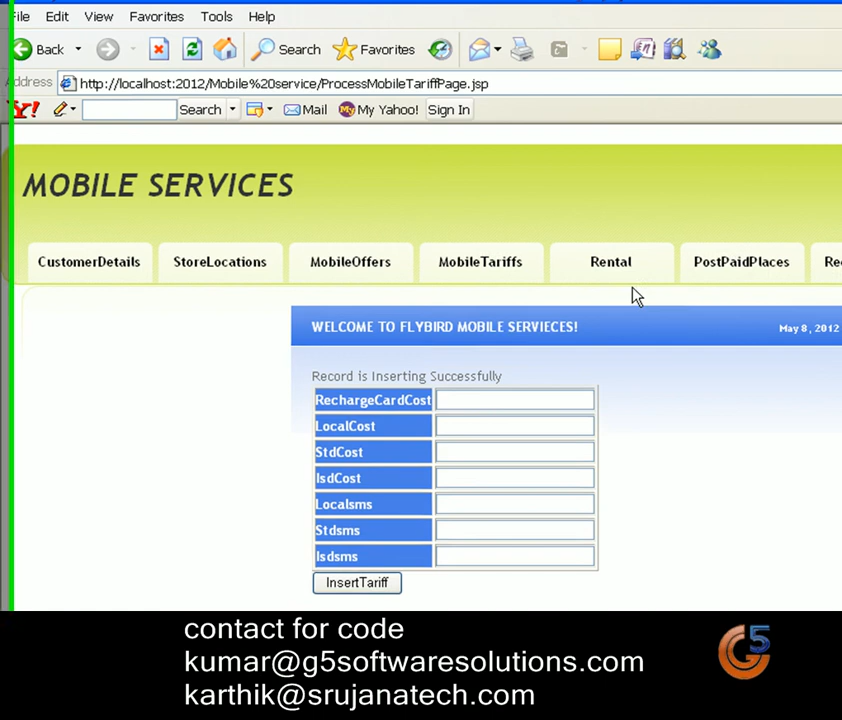 File Edit View Favorites Tools Help
Back Search Favorites
Address http://localhost:2012/Mobile%20service/ProcessMobileTariffPage.jsp
Y! Search Mail My Yahoo! Sign In
MOBILE SERVICES
CustomerDetails StoreLocations MobileOffers MobileTariffs Rental PostPaidPlaces
WELCOME TO FLYBIRD MOBILE SERVIECES! May 8, 2012
Record is Inserting Successfully
RechargeCardCost
LocalCost
StdCost
IsdCost
Localsms
Stdsms
Isdsms
InsertTariff
contact for code
kumar@g5softwaresolutions.com
karthik@srujanatech.com
G5